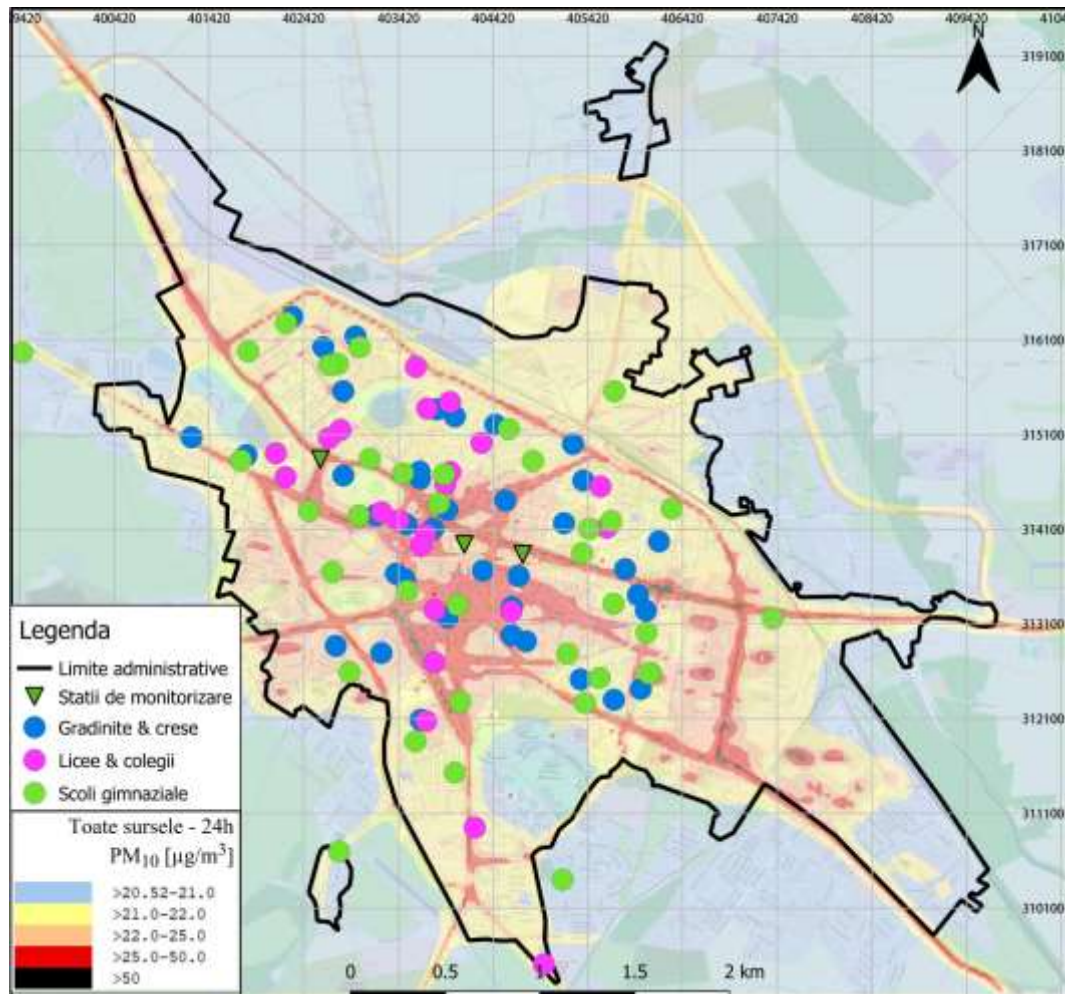 9420 400420 401420 402420 403420 404420 405420 406420 407420 408420 409420 4104
N
319100
318100
317100
316100
315100
314100
313100
312100
311100
310100
Legenda
Limite administrative
Statii de monitorizare
Gradinite & crese
Licee & colegii
Scoli gimnaziale
Toate sursele - 24h
PM₁₀ [µg/m³]
>20.52-21.0
>21.0-22.0
>22.0-25.0
>25.0-50.0
>50
0 0.5 1 1.5 2 km